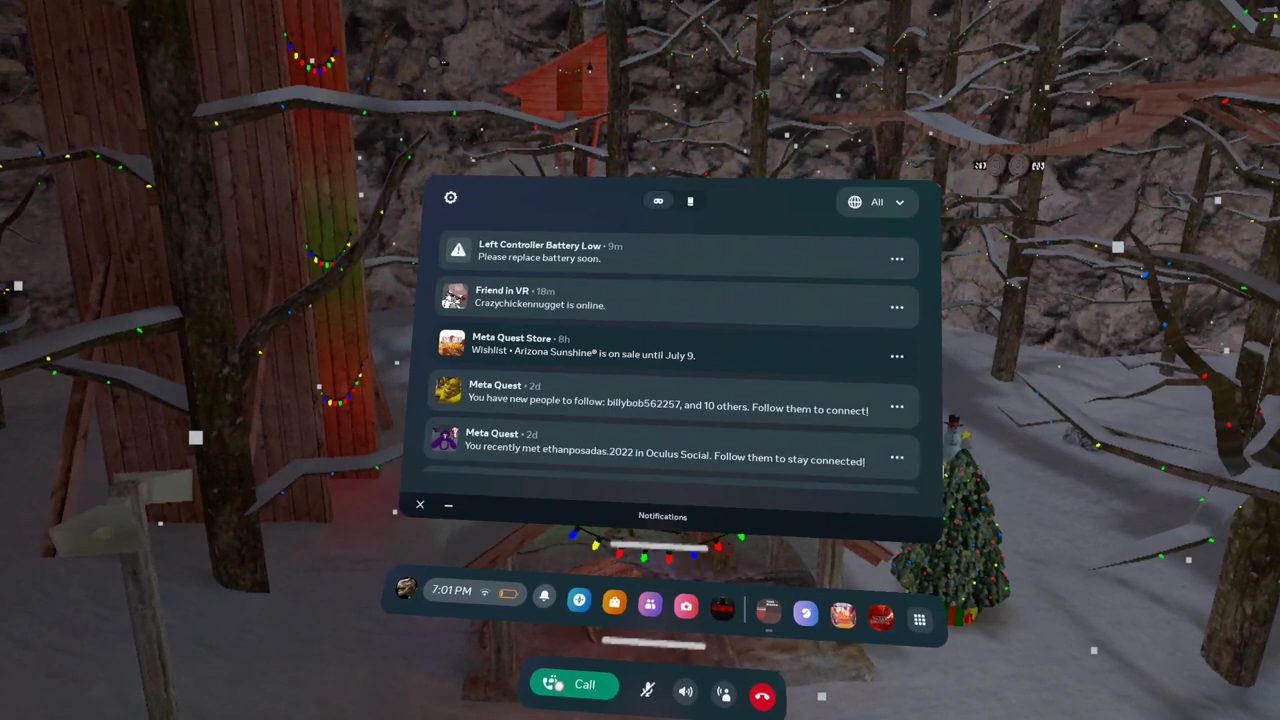 All
Left Controller Battery Low • 9m
Please replace battery soon.
Friend in VR • 18m
Crazychickennugget is online.
Meta Quest Store • 8h
Wishlist • Arizona Sunshine® is on sale until July 9.
Meta Quest • 2d
You have new people to follow: billybob562257, and 10 others. Follow them to connect!
Meta Quest • 2d
You recently met ethanposadas.2022 in Oculus Social. Follow them to stay connected!
Notifications
7:01 PM
Call